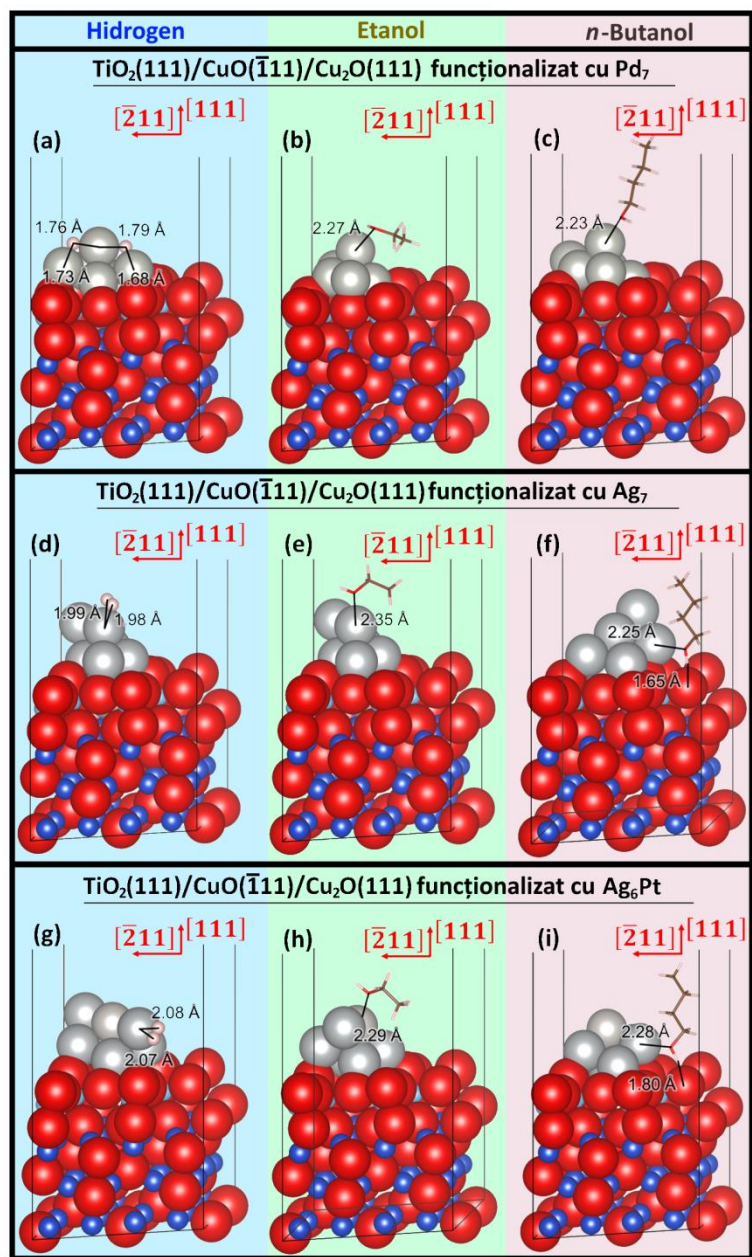 Hidrogen Etanol n-Butanol
TiO₂(111)/CuO(1̅11)/Cu₂O(111) funcționalizat cu Pd₇
(a) [2̅11] [111] (b) [2̅11] [111] (c) [2̅11] [111]
1.76 Å 1.79 Å 2.27 Å 2.23 Å
1.73 Å 1.68 Å
TiO₂(111)/CuO(1̅11)/Cu₂O(111) funcționalizat cu Ag₇
(d) [2̅11] [111] (e) [2̅11] [111] (f) [2̅11] [111]
1.99 Å 1.98 Å 2.35 Å 2.25 Å
1.65 Å
TiO₂(111)/CuO(1̅11)/Cu₂O(111) funcționalizat cu Ag₆Pt
(g) [2̅11] [111] (h) [2̅11] [111] (i) [2̅11] [111]
2.08 Å 2.29 Å 2.28 Å
2.07 Å 1.80 Å